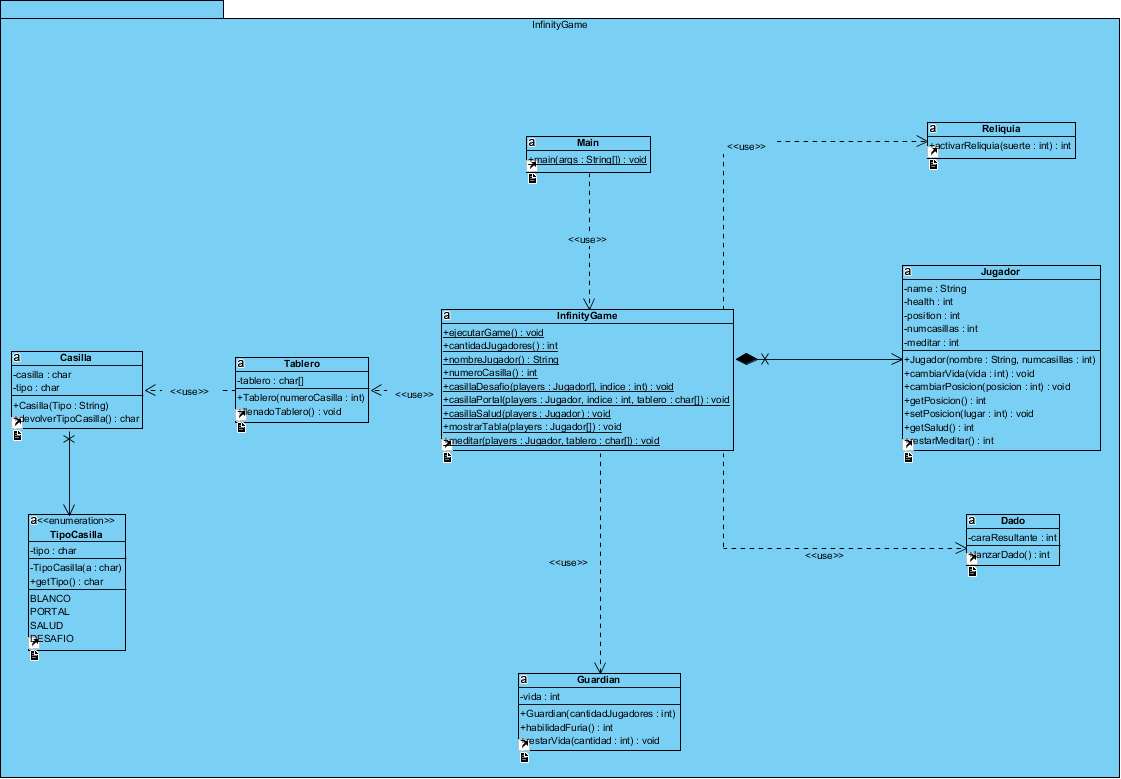 InfinityGame
a
Main
+main(args : String[]) : void
<<use>>
a
Reliquia
+activarReliquia(suerte : int) : int
<<use>>
a
Jugador
-name : String
-health : int
-position : int
-numcasillas : int
-meditar : int
+Jugador(nombre : String, numcasillas : int)
+cambiarVida(vida : int) : void
+cambiarPosicion(posicion : int) : void
+getPosicion() : int
+setPosicion(lugar : int) : void
+getSalud() : int
+restarMeditar() : int
a
InfinityGame
+ejecutarGame() : void
+cantidadJugadores() : int
+nombreJugador() : String
+numeroCasilla() : int
+casillaDesafio(players : Jugador[], indice : int) : void
+casillaPortal(players : Jugador, indice : int, tablero : char[]) : void
+casillaSalud(players : Jugador) : void
+mostrarTabla(players : Jugador[]) : void
+meditar(players : Jugador, tablero : char[]) : void
<<use>>
a
Tablero
-tablero : char[]
+Tablero(numeroCasilla : int)
+llenadoTablero() : void
<<use>>
a
Casilla
-casilla : char
-tipo : char
+Casilla(Tipo : String)
+devolverTipoCasilla() : char
a
<<enumeration>>
TipoCasilla
-tipo : char
-TipoCasilla(a : char)
+getTipo() : char
BLANCO
PORTAL
SALUD
DESAFIO
<<use>>
a
Dado
-caraResultante : int
+lanzarDado() : int
<<use>>
a
Guardian
-vida : int
+Guardian(cantidadJugadores : int)
+habilidadFuria() : int
+restarVida(cantidad : int) : void